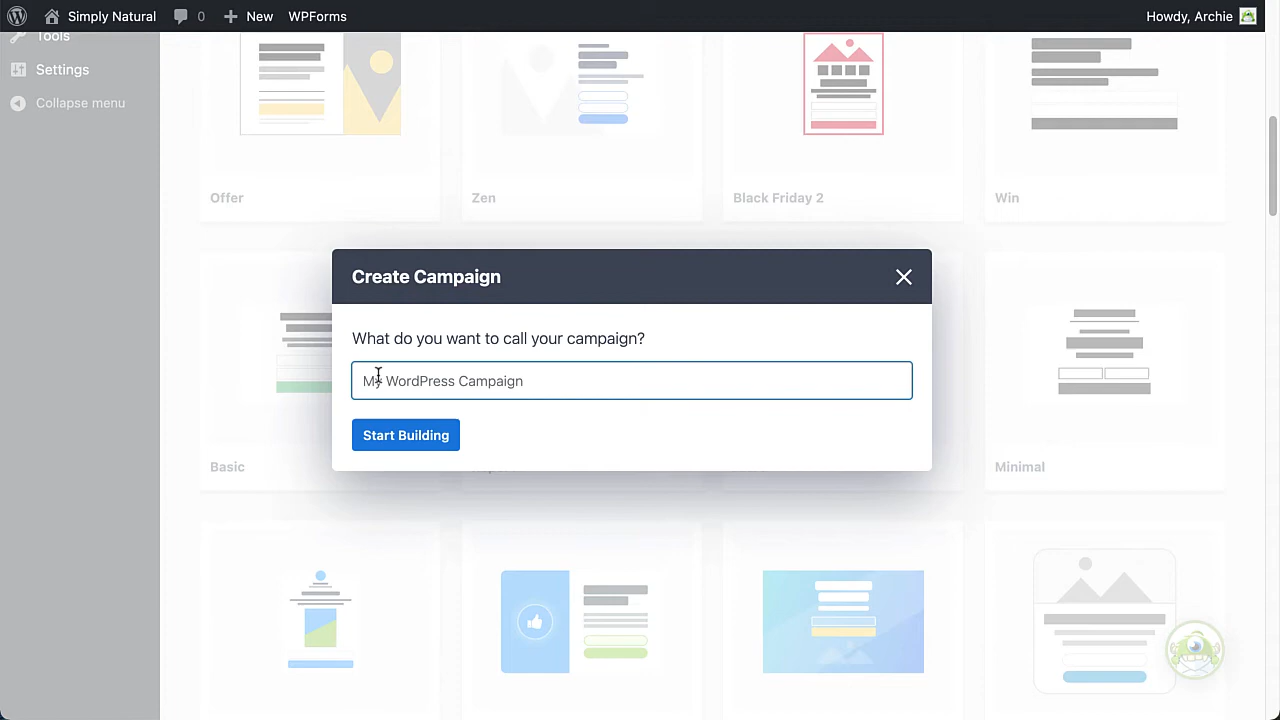 Simply Natural 0 New WPForms Howdy, Archie
Tools
Settings
Collapse menu
Offer Zen Black Friday 2 Win
Create Campaign
What do you want to call your campaign?
My WordPress Campaign
Start Building
Basic Minimal